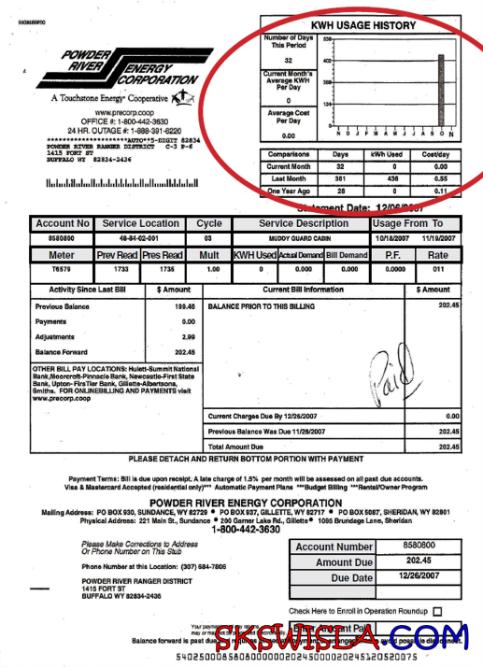 KWH USAGE HISTORY
Number of Days
This Period
32
Current Month's
Average KWH
Per Day
0
Average Cost
Per Day
0.00
N D J F M A M J J A S O N
Comparisons Days kWh Used Cost/day
Current Month 32 0 0.00
Last Month 361 436 0.55
One Year Ago 28 0 0.11
POWDER
RIVER ENERGY
CORPORATION
A Touchstone Energy Cooperative
www.precorp.coop
OFFICE #: 1-800-442-3630
24 HR. OUTAGE #: 1-888-391-6220
POWDER RIVER RANGER DISTRICT C-3 P-6
1415 FORT ST
BUFFALO WY 82834-2436
Statement Date: 12/06/2007
Account No Service Location Cycle Service Description Usage From To
8580800 48-84-02-001 03 MUDDY GUARD CABIN 10/18/2007 11/19/2007
Meter Prev Read Pres Read Mult KWH Used Actual Demand Bill Demand P.F. Rate
T6579 1733 1735 1.00 0 0.000 0.000 0.0000 011
Activity Since Last Bill $ Amount Current Bill Information $ Amount
Previous Balance 199.46 BALANCE PRIOR TO THIS BILLING 202.45
Payments 0.00
Adjustments 2.99
Balance Forward 202.45
Paid
OTHER BILL PAY LOCATIONS: Hulett-Summit National
Bank,Moorcroft-Pinnacle Bank, Newcastle-First State
Bank, Upton- FirsTier Bank, Gillette-Albertsons,
Smiths. FOR ONLINEBILLING AND PAYMENTS visit
www.precorp.coop
Current Charges Due By 12/26/2007 0.00
Previous Balance Was Due 11/26/2007 202.45
Total Amount Due 202.45
PLEASE DETACH AND RETURN BOTTOM PORTION WITH PAYMENT
Payment Terms: Bill is due upon receipt. A late charge of 1.5% per month will be assessed on all past due accounts.
Visa & Mastercard Accepted (residential only)*** Automatic Payment Plans ***Budget Billing ***Rental/Owner Program
POWDER RIVER ENERGY CORPORATION
Mailing Address: PO BOX 930, SUNDANCE, WY 82729 • PO BOX 937, GILLETTE, WY 82717 • PO BOX 5087, SHERIDAN, WY 82801
Physical Address: 221 Main St., Sundance • 200 Garner Lake Rd., Gillette • 1095 Brundage Lane, Sheridan
1-800-442-3630
Please Make Corrections to Address
Or Phone Number on This Stub
Phone Number at this Location: (307) 684-7806
POWDER RIVER RANGER DISTRICT
1415 FORT ST
BUFFALO WY 82834-2436
Account Number 8580800
Amount Due 202.45
Due Date 12/26/2007
Check Here to Enroll in Operation Roundup
Enter Amount Paid
Balance forward is past due
SKSWISLA.COM